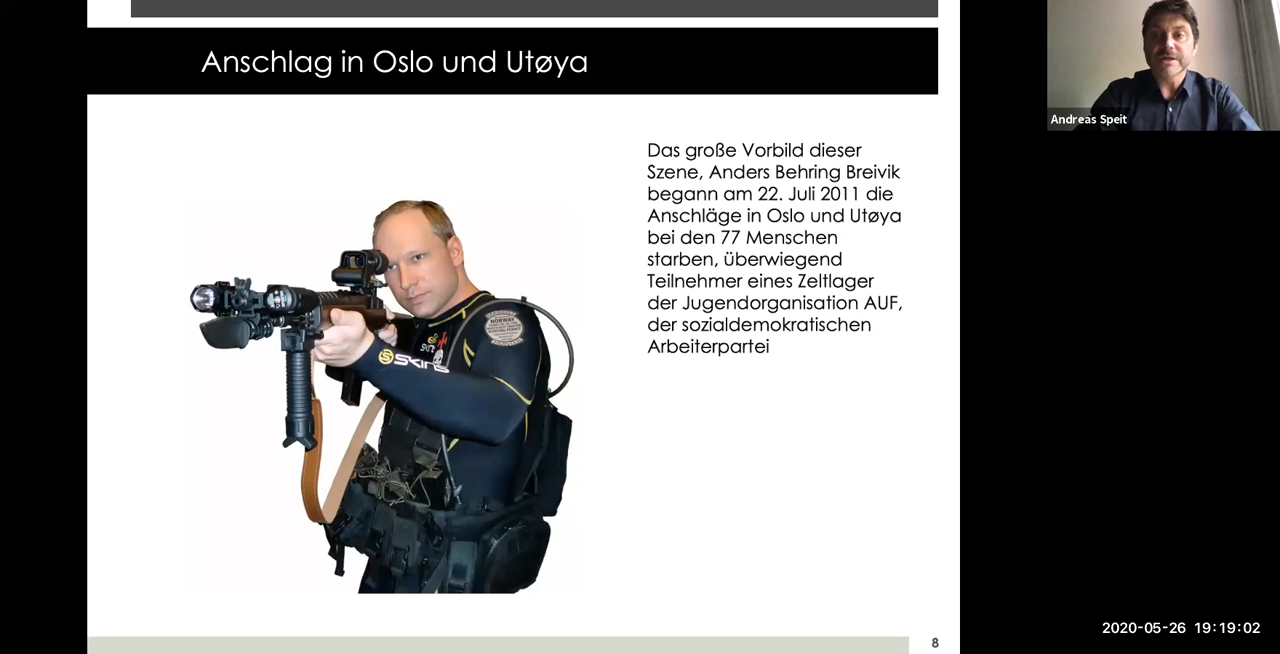 Anschlag in Oslo und Utøya
Das große Vorbild dieser
Szene, Anders Behring Breivik
begann am 22. Juli 2011 die
Anschläge in Oslo und Utøya
bei den 77 Menschen
starben, überwiegend
Teilnehmer eines Zeltlager
der Jugendorganisation AUF,
der sozialdemokratischen
Arbeiterpartei
NORWAY
SKINS
8
Andreas Speit
2020-05-26 19:19:02